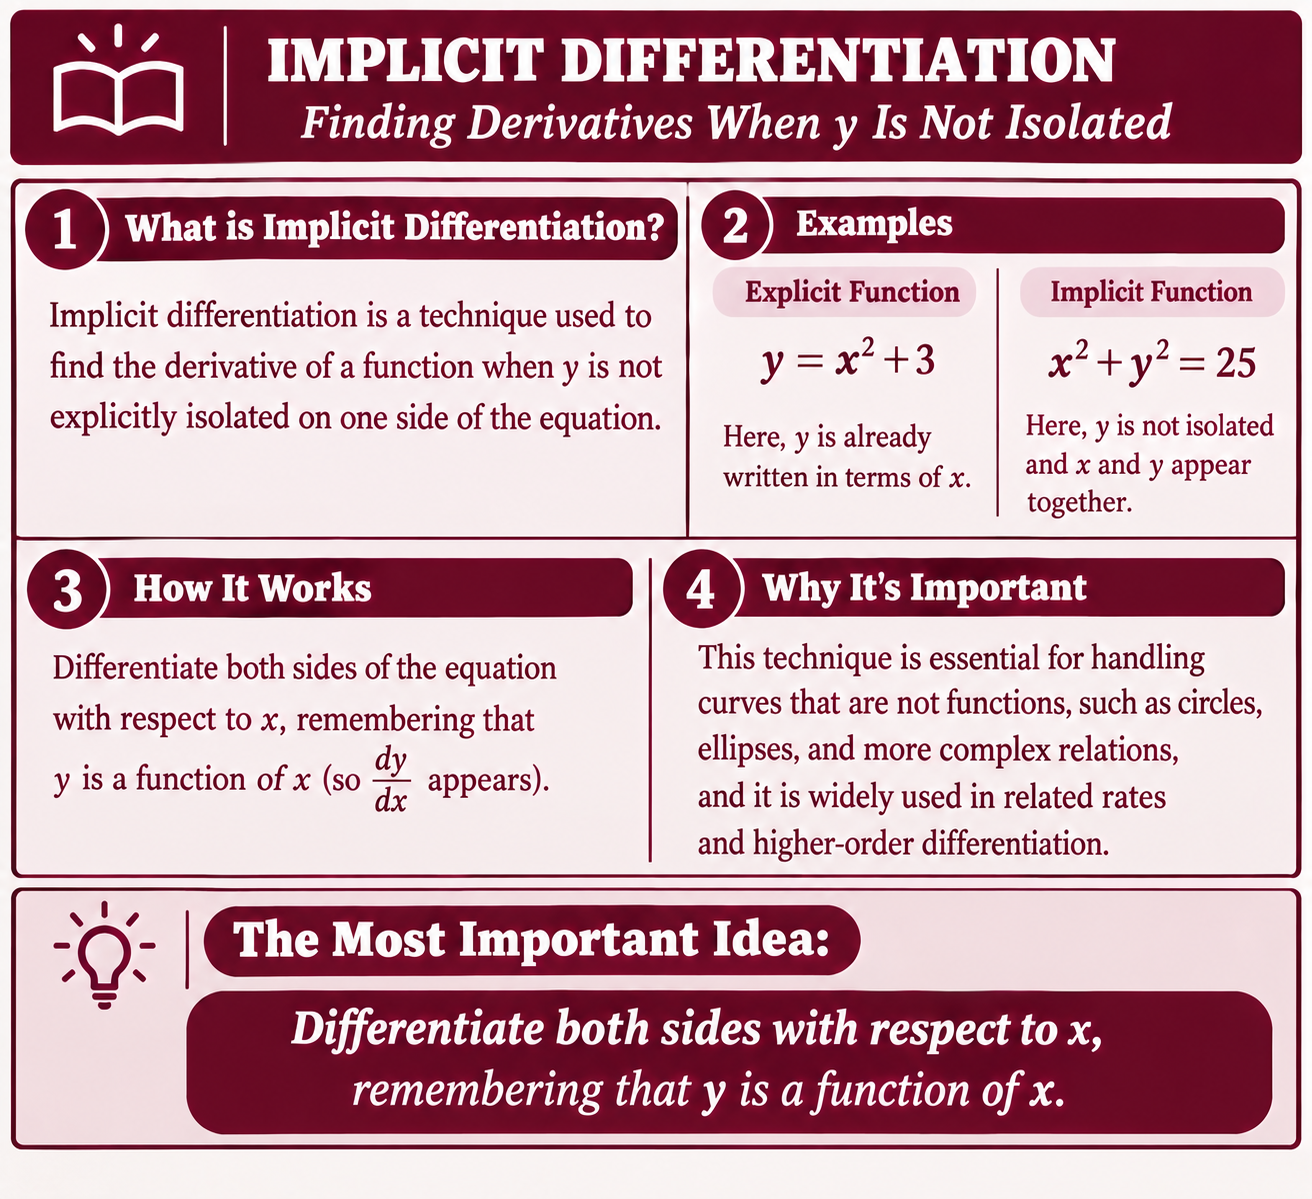 IMPLICIT DIFFERENTIATION
Finding Derivatives When y Is Not Isolated
1 What is Implicit Differentiation?
Implicit differentiation is a technique used to
find the derivative of a function when y is not
explicitly isolated on one side of the equation.
2 Examples
Explicit Function
y = x² + 3
Here, y is already
written in terms of x.
Implicit Function
x² + y² = 25
Here, y is not isolated
and x and y appear
together.
3 How It Works
Differentiate both sides of the equation
with respect to x, remembering that
y is a function of x (so dy/dx appears).
4 Why It's Important
This technique is essential for handling
curves that are not functions, such as circles,
ellipses, and more complex relations,
and it is widely used in related rates
and higher-order differentiation.
The Most Important Idea:
Differentiate both sides with respect to x,
remembering that y is a function of x.